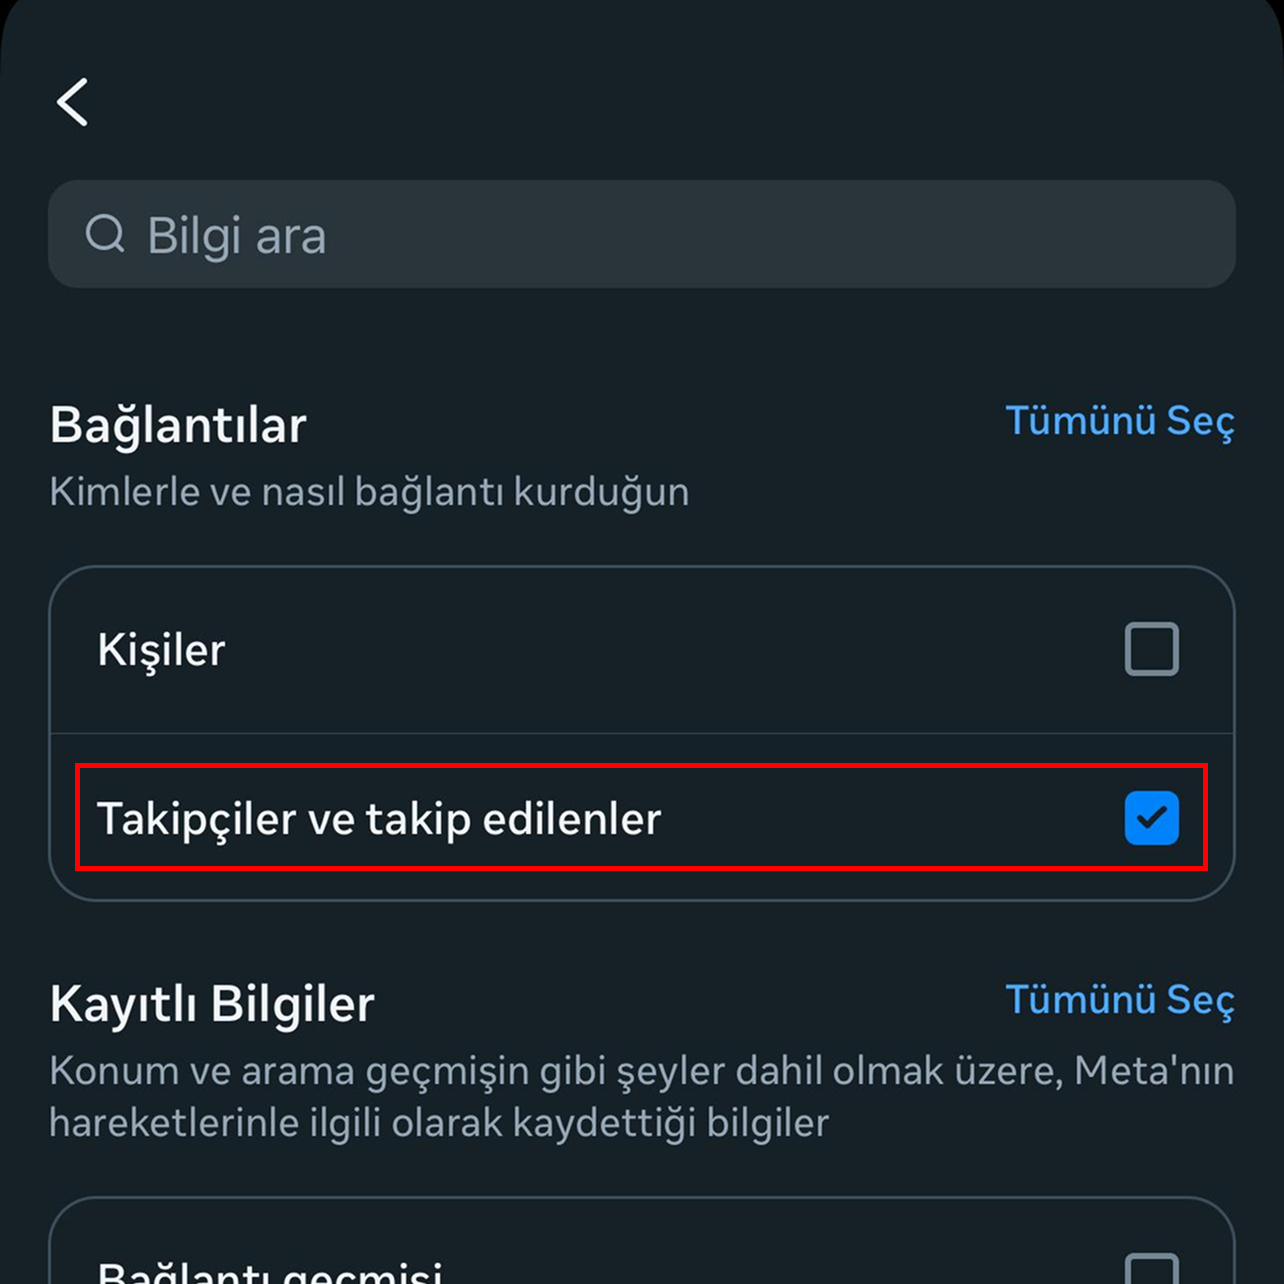 Bilgi ara
Bağlantılar
Tümünü Seç
Kimlerle ve nasıl bağlantı kurduğun
Kişiler
Takipçiler ve takip edilenler
Kayıtlı Bilgiler
Tümünü Seç
Konum ve arama geçmişin gibi şeyler dahil olmak üzere, Meta'nın
hareketlerinle ilgili olarak kaydettiği bilgiler
Bağlantı geçmişi